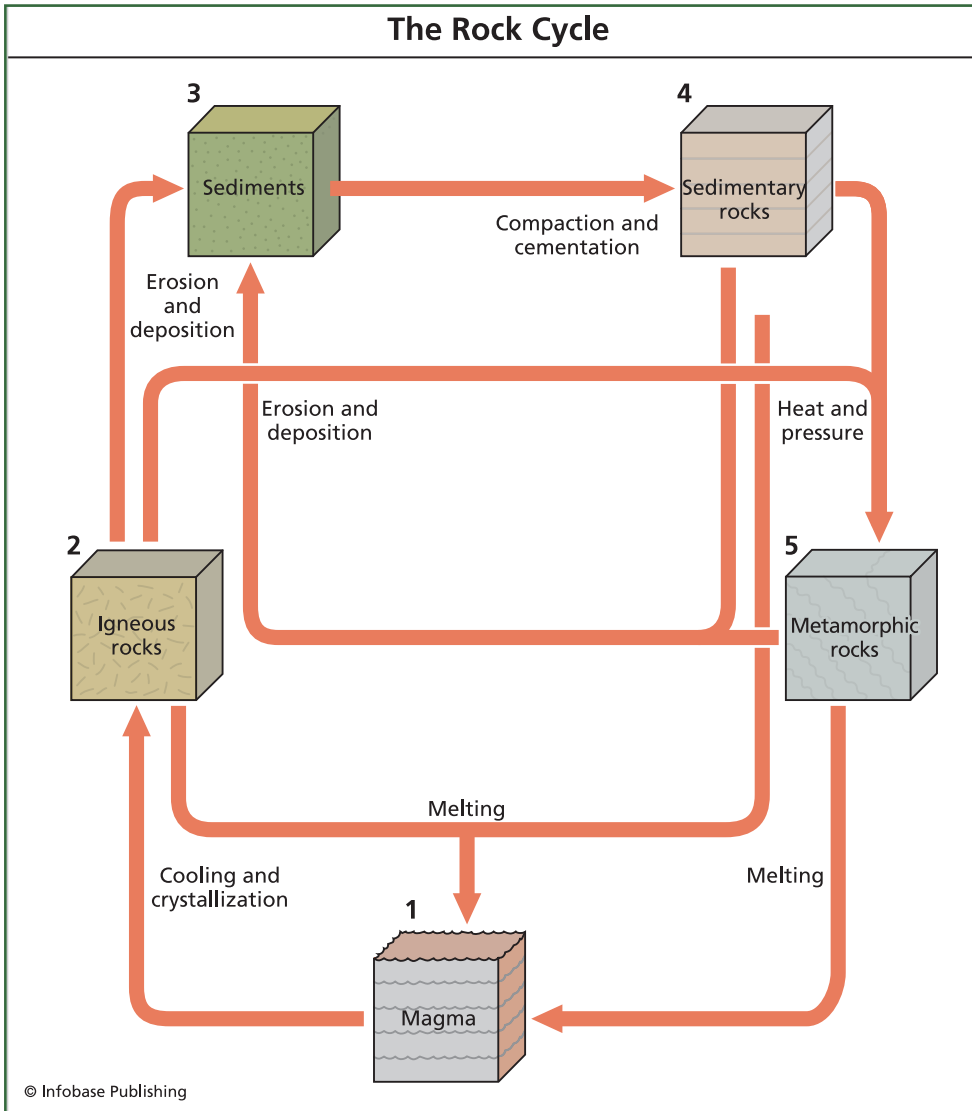 The Rock Cycle
3
4
Sediments
Sedimentary
rocks
Compaction and
cementation
Erosion
and
deposition
Erosion and
deposition
Heat and
pressure
2
5
Igneous
rocks
Metamorphic
rocks
Melting
Cooling and
crystallization
Melting
1
Magma
© Infobase Publishing